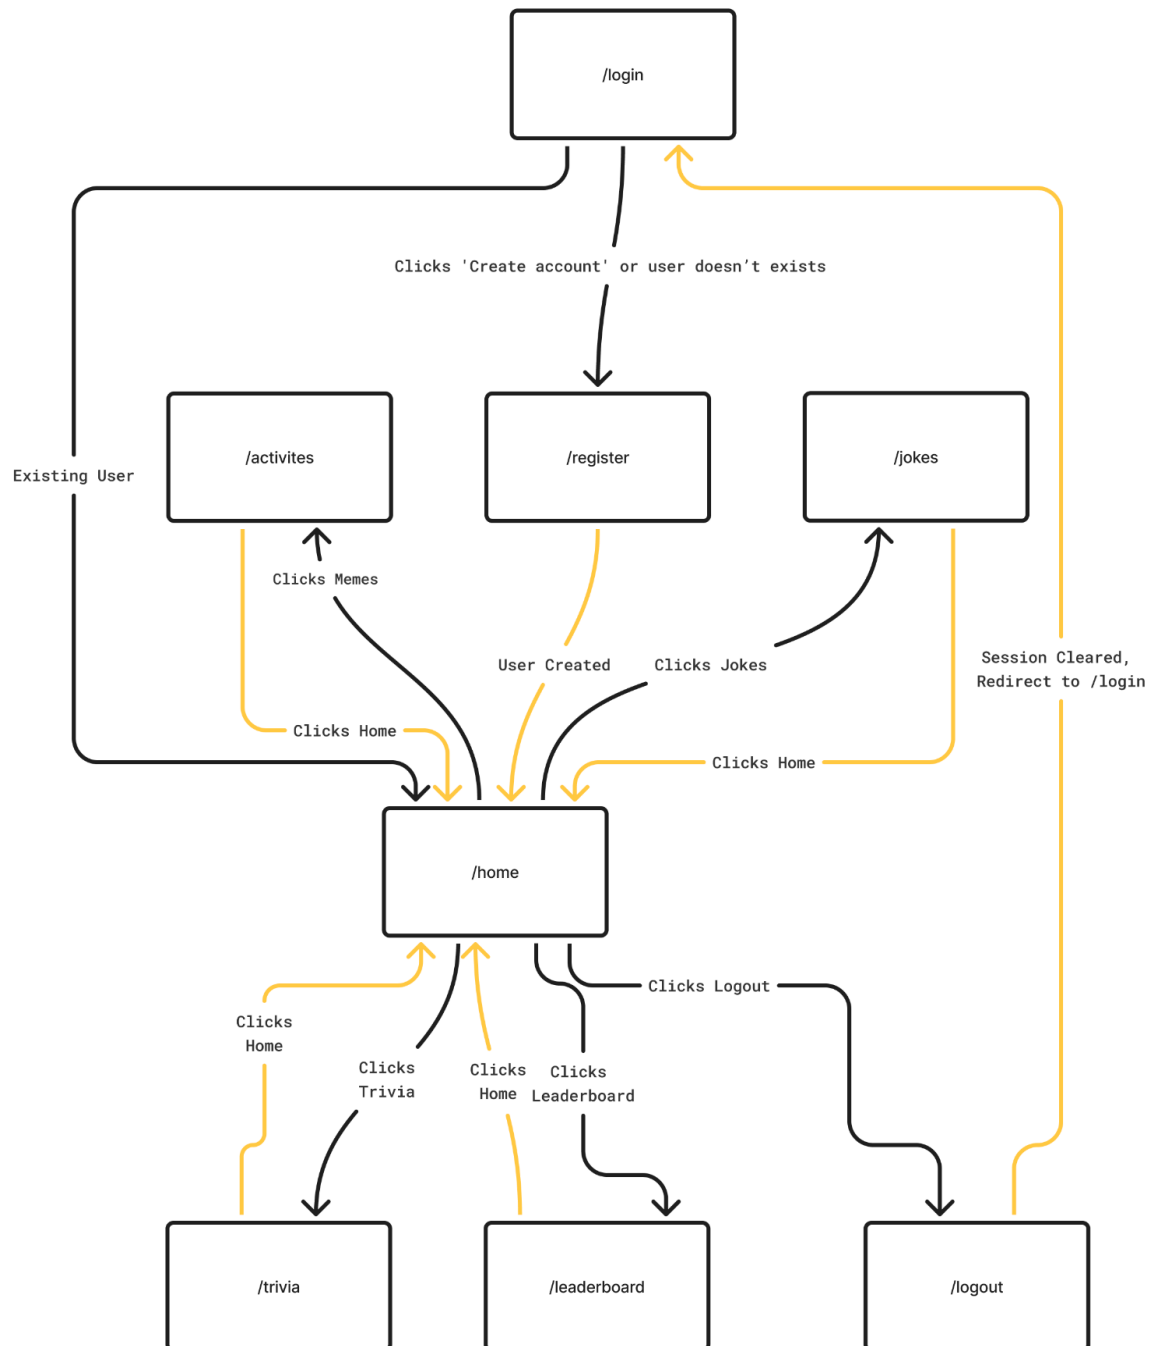 /login
Clicks 'Create account' or user doesn’t exists
/activites
/register
/jokes
Existing User
Clicks Memes
User Created
Clicks Jokes
Session Cleared,
Redirect to /login
Clicks Home
Clicks Home
/home
Clicks Logout
Clicks
Home
Clicks
Trivia
Clicks
Home
Clicks
Leaderboard
/trivia
/leaderboard
/logout